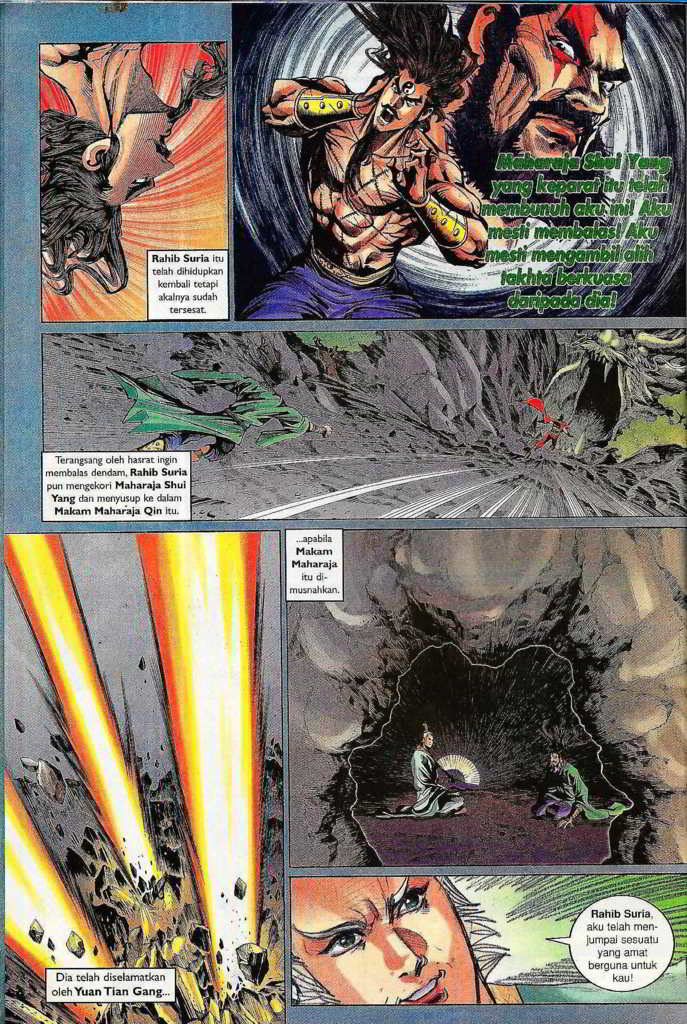 Rahib Suria itu
telah dihidupkan
kembali tetapi
akalnya sudah
tersesat.
Maharaja Shui Yang
yang keparat itu telah
membunuh aku ini! Aku
mesti membalas! Aku
mesti mengambil alih
takhta berkuasa
daripada dia!
Terangsang oleh hasrat ingin
membalas dendam, Rahib Suria
pun mengekori Maharaja Shui
Yang dan menyusup ke dalam
Makam Maharaja Qin itu.
Dia telah diselamatkan
oleh Yuan Tian Gang...
...apabila
Makam
Maharaja
itu di-
musnahkan.
Rahib Suria,
aku telah men-
jumpai sesuatu
yang amat
berguna untuk
kau!